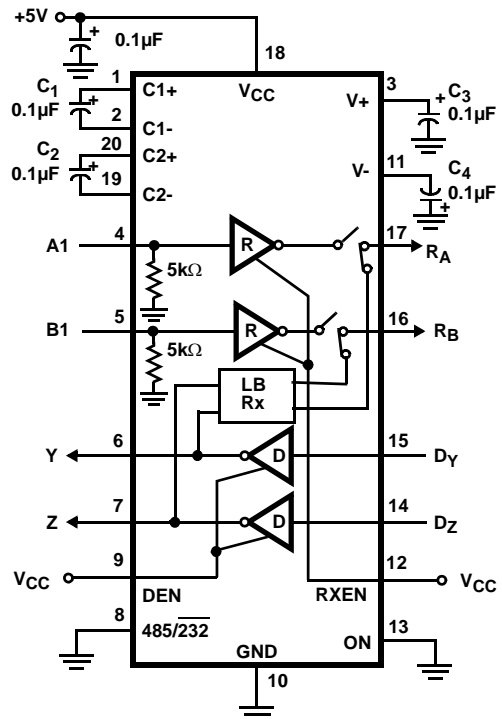 +5V
0.1µF
18
1
C1
0.1µF
C1+
VCC
V+
3
C3
0.1µF
2
C1-
20
C2
0.1µF
C2+
V-
11
C4
0.1µF
19
C2-
A1
4
R
17
RA
5kΩ
B1
5
R
16
RB
5kΩ
LB
Rx
Y
6
D
15
DY
Z
7
D
14
DZ
VCC
9
DEN
RXEN
12
VCC
8
485/232
ON
13
GND
10